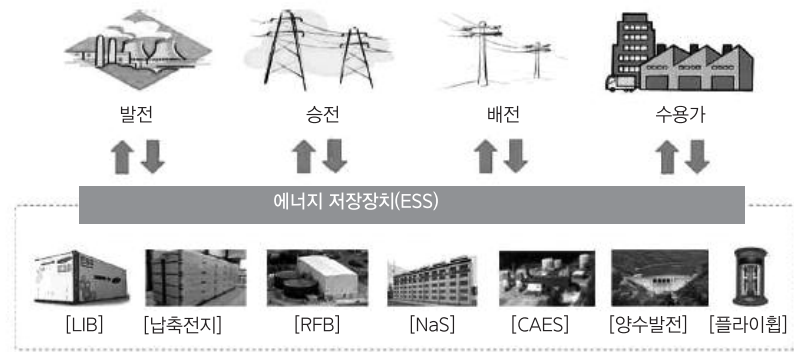 발전 승전 배전 수용가
에너지 저장장치(ESS)
[LIB] [납축전지] [RFB] [NaS] [CAES] [양수발전] [플라이휩]